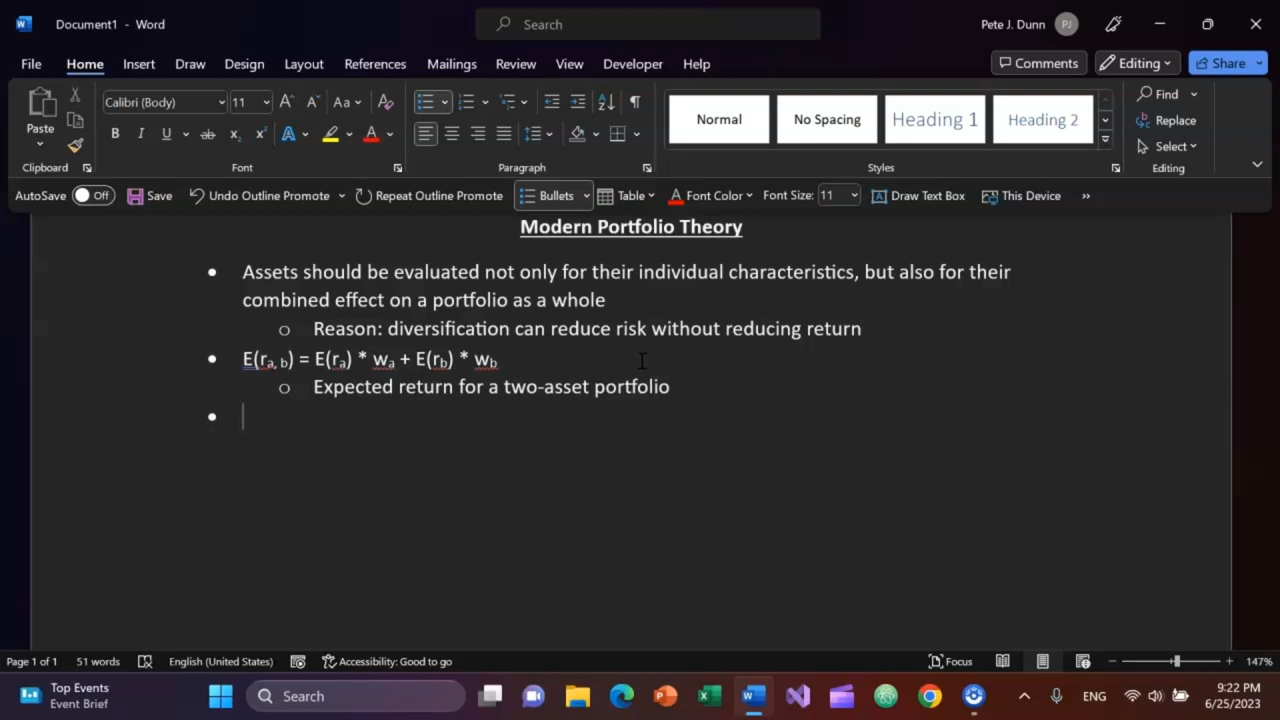 Document1 - Word
Search
Pete J. Dunn PJ
File Home Insert Draw Design Layout References Mailings Review View Developer Help
Comments Editing Share
Paste
Calibri (Body) 11 A A Aa A
B I U ab x₂ x² A A
Normal No Spacing Heading 1 Heading 2
Find
Replace
Select
Clipboard Font Paragraph Styles Editing
AutoSave Off Save Undo Outline Promote Repeat Outline Promote Bullets Table A Font Color Font Size: 11 Draw Text Box This Device »
Modern Portfolio Theory
• Assets should be evaluated not only for their individual characteristics, but also for their
combined effect on a portfolio as a whole
o Reason: diversification can reduce risk without reducing return
• E(ra, b) = E(ra) * wa + E(rb) * wb
o Expected return for a two-asset portfolio
•
Page 1 of 1 51 words English (United States) Accessibility: Good to go Focus 147%
Top Events
Event Brief
Search
ENG
9:22 PM
6/25/2023